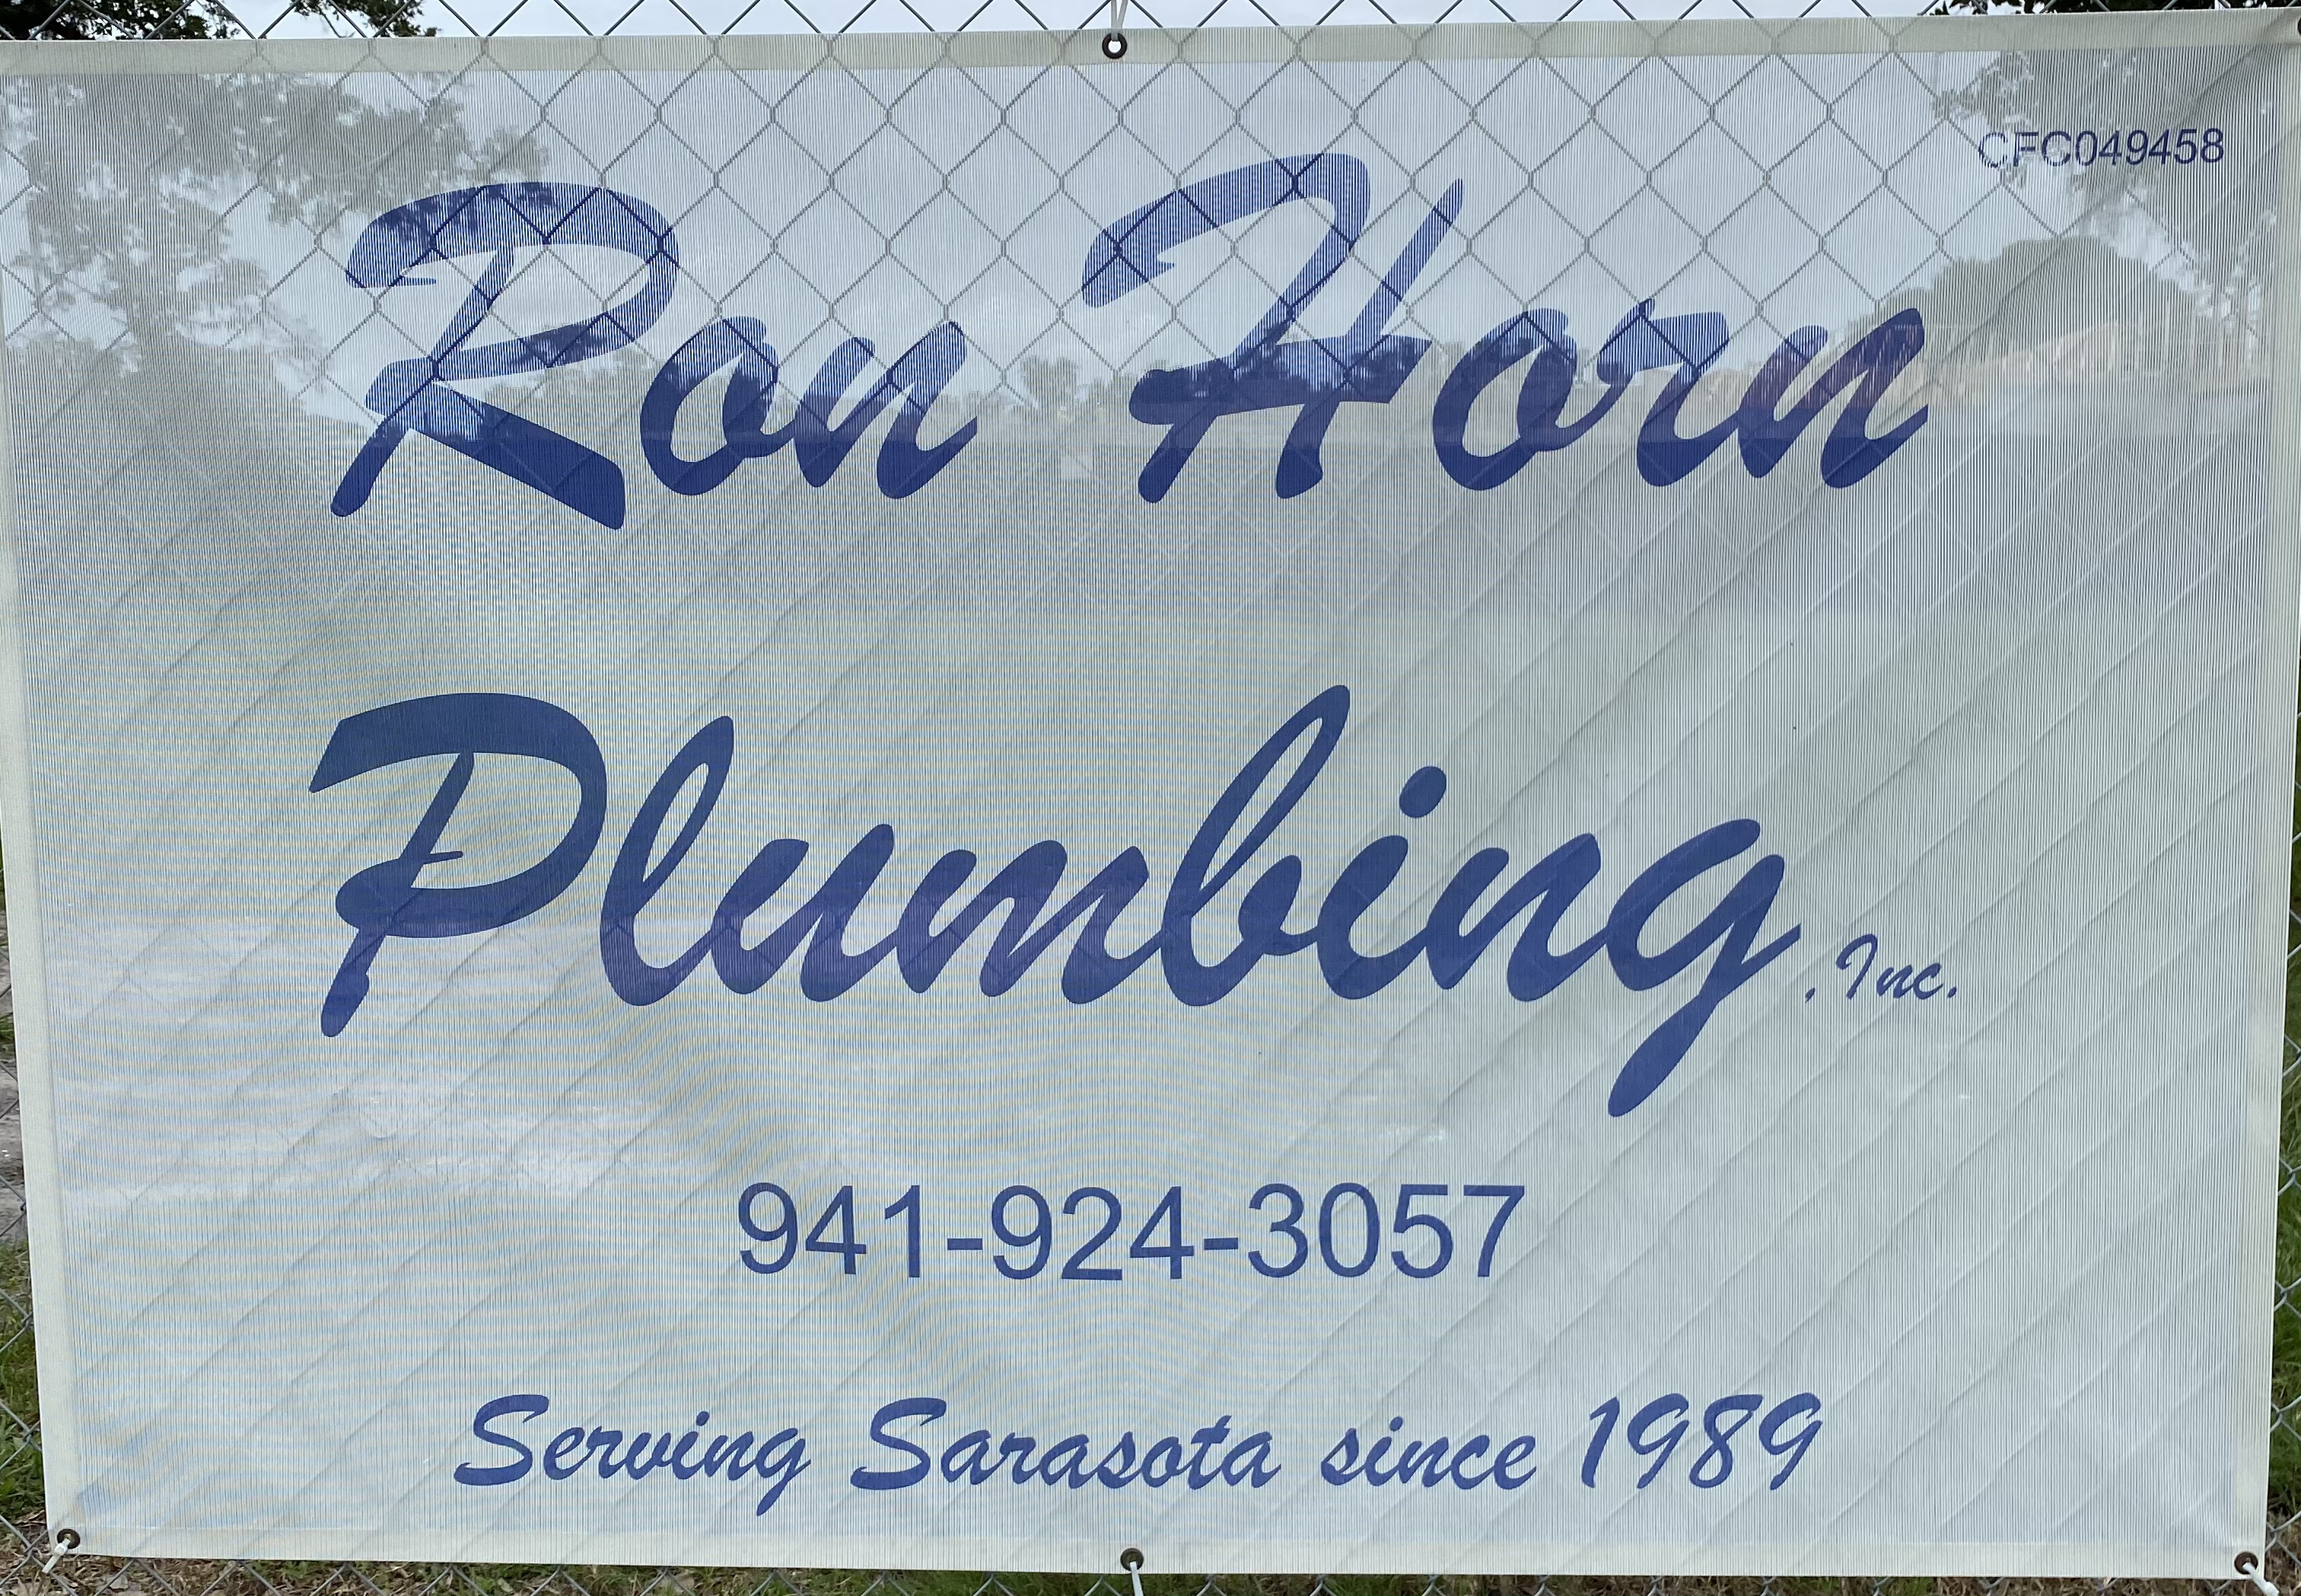 CFC049458
Ron Horn
Plumbing, Inc.
941-924-3057
Serving Sarasota since 1989